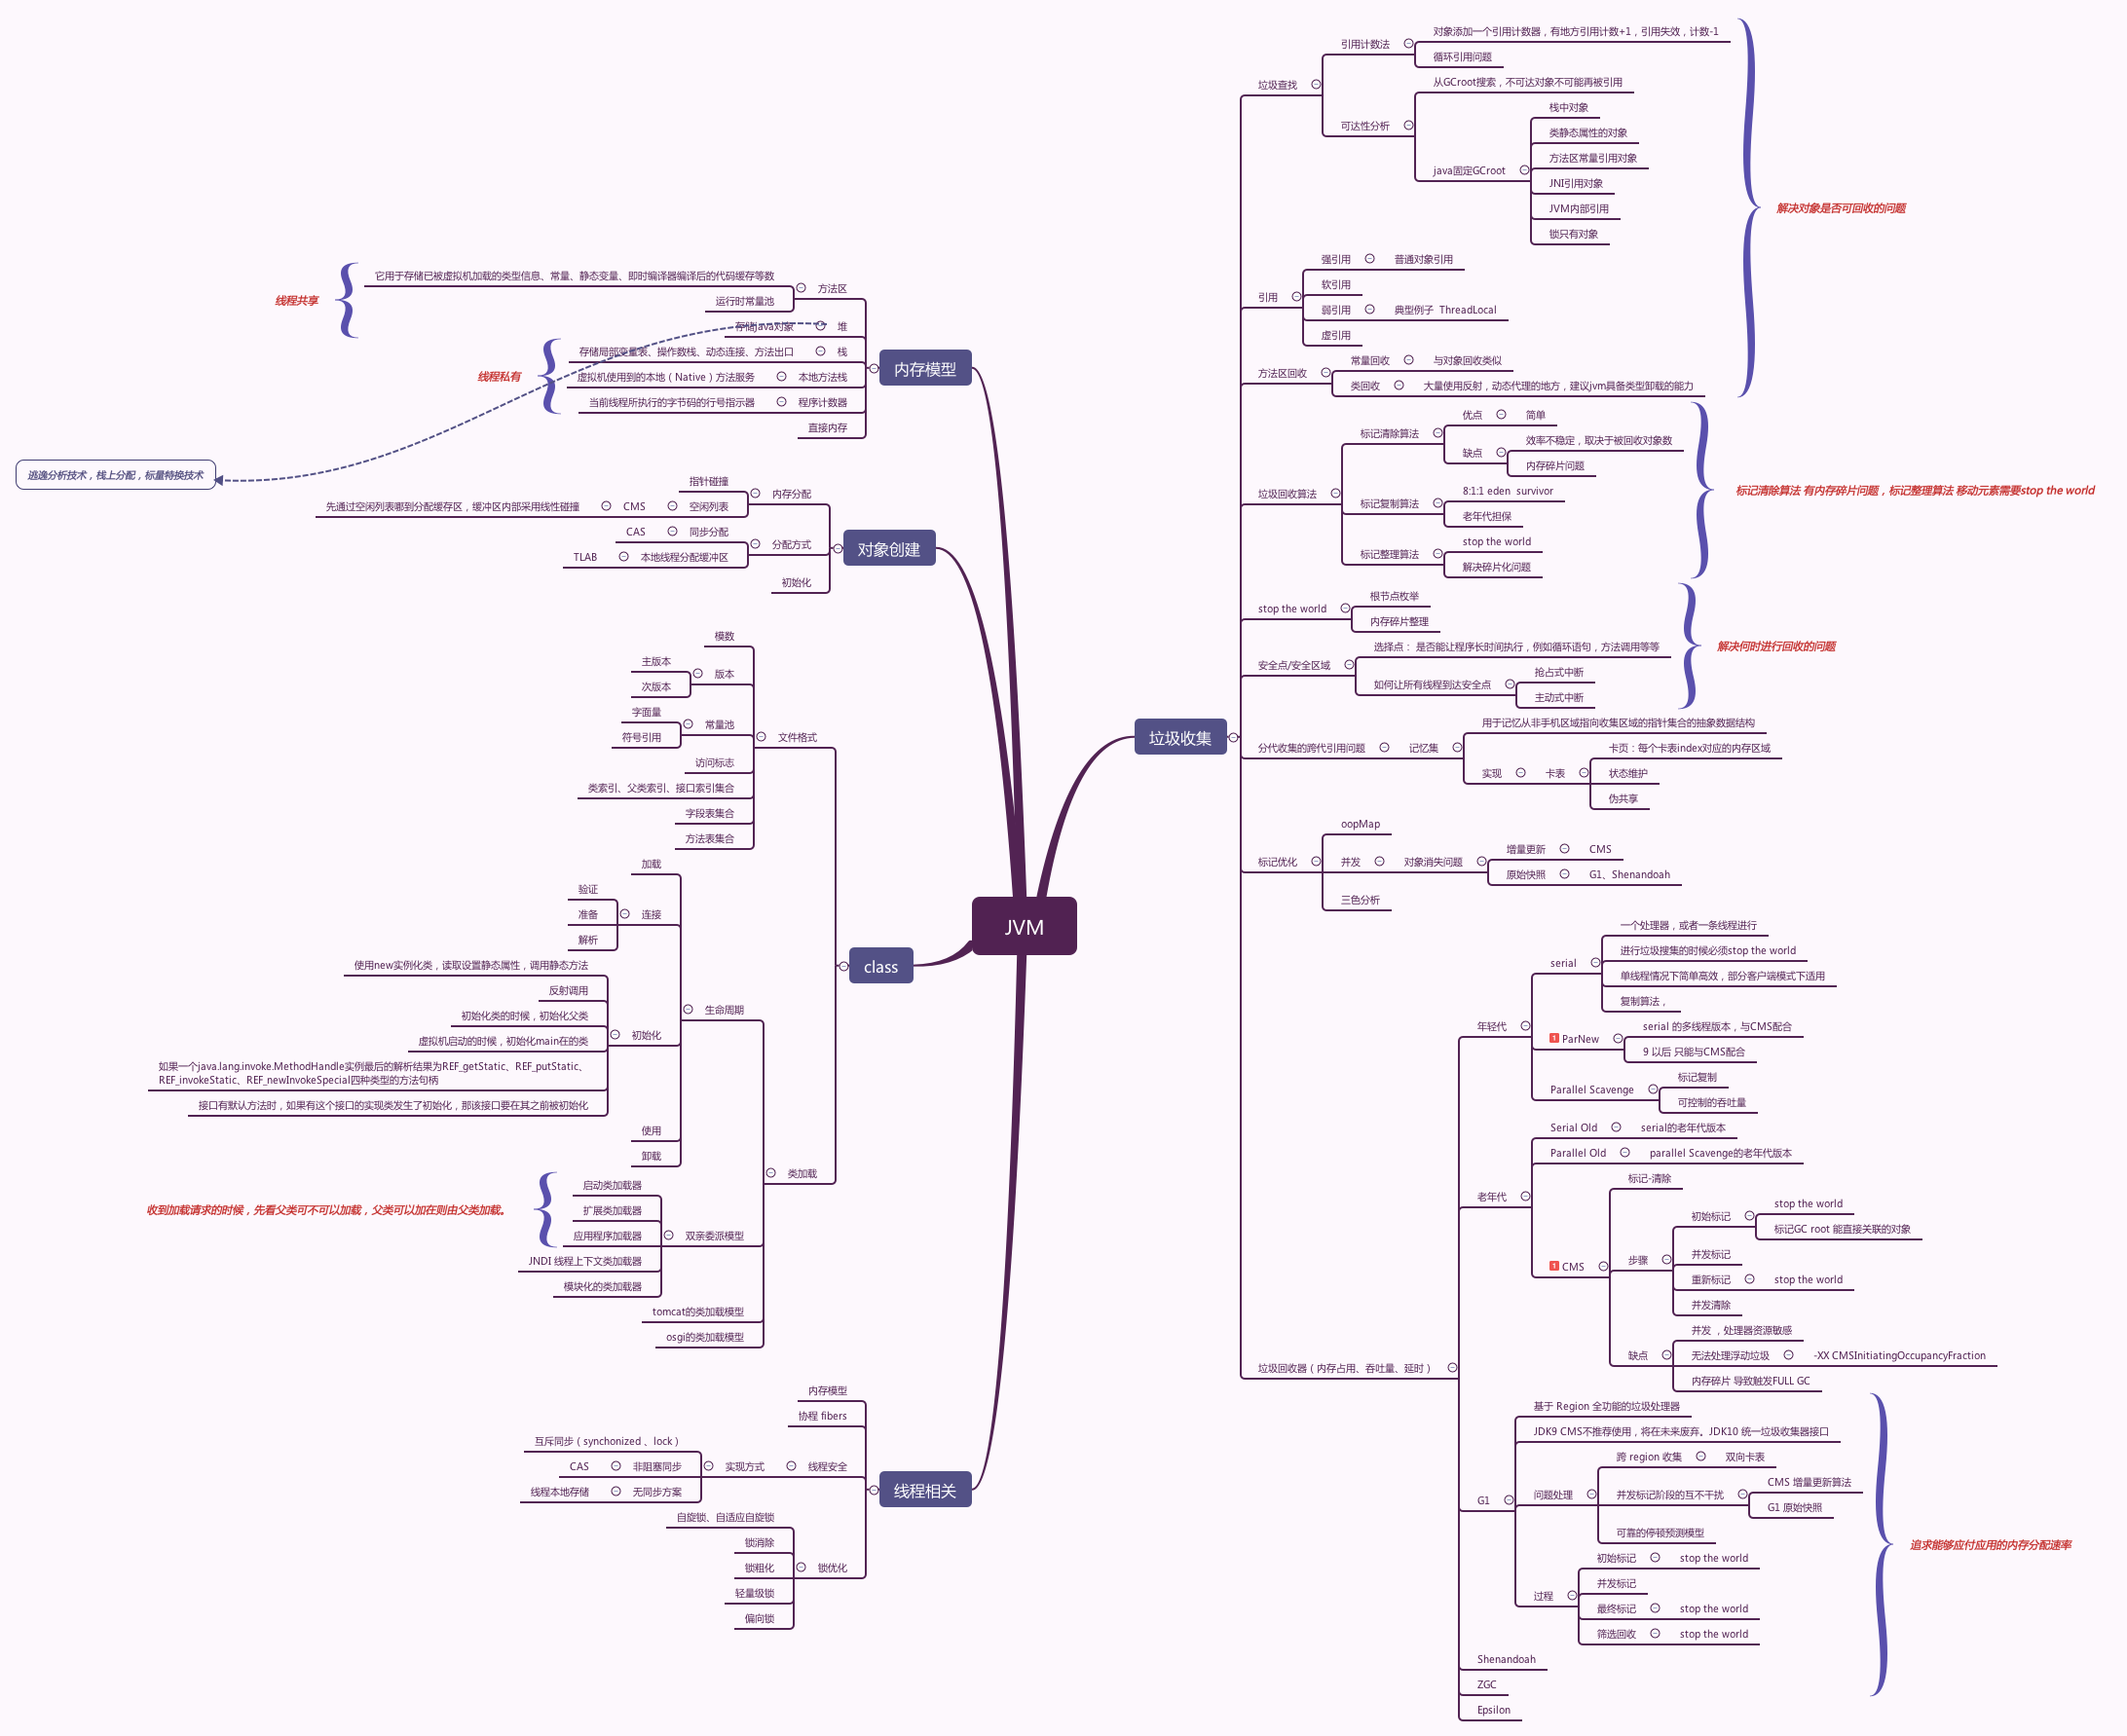 JVM
内存模型
方法区
它用于存储已被虚拟机加载的类型信息、常量、静态变量、即时编译器编译后的代码缓存等数
运行时常量池
堆
存储java对象
线程共享
栈
存储局部变量表、操作数栈、动态连接、方法出口
本地方法栈
虚拟机使用到的本地（Native）方法服务
程序计数器
当前线程所执行的字节码的行号指示器
线程私有
直接内存
逃逸分析技术，栈上分配，标量替换技术
对象创建
内存分配
指针碰撞
空闲列表
CMS
先通过空闲列表哪到分配缓存区，缓冲区内部采用线性碰撞
分配方式
同步分配
CAS
本地线程分配缓冲区
TLAB
初始化
class
文件格式
模数
版本
主版本
次版本
常量池
字面量
符号引用
访问标志
类索引、父类索引、接口索引集合
字段表集合
方法表集合
类加载
生命周期
加载
连接
验证
准备
解析
初始化
使用new实例化类，读取设置静态属性，调用静态方法
反射调用
初始化类的时候，初始化父类
虚拟机启动的时候，初始化main在的类
如果一个java.lang.invoke.MethodHandle实例最后的解析结果为REF_getStatic、REF_putStatic、
REF_invokeStatic、REF_newInvokeSpecial四种类型的方法句柄
接口有默认方法时，如果有这个接口的实现类发生了初始化，那该接口要在其之前被初始化
使用
卸载
双亲委派模型
启动类加载器
扩展类加载器
应用程序加载器
收到加载请求的时候，先看父类可不可以加载，父类可以加在则由父类加载。
JNDI 线程上下文类加载器
模块化的类加载器
tomcat的类加载模型
osgi的类加载模型
线程相关
内存模型
协程 fibers
线程安全
实现方式
互斥同步（synchonized 、lock）
非阻塞同步
CAS
无同步方案
线程本地存储
锁优化
自旋锁、自适应自旋锁
锁消除
锁粗化
轻量级锁
偏向锁
垃圾收集
垃圾查找
引用计数法
对象添加一个引用计数器，有地方引用计数+1，引用失效，计数-1
循环引用问题
可达性分析
从GCroot搜索，不可达对象不可能再被引用
java固定GCroot
栈中对象
类静态属性的对象
方法区常量引用对象
JNI引用对象
JVM内部引用
锁只有对象
引用
强引用
普通对象引用
软引用
弱引用
典型例子 ThreadLocal
虚引用
方法区回收
常量回收
与对象回收类似
类回收
大量使用反射，动态代理的地方，建议jvm具备类型卸载的能力
解决对象是否可回收的问题
垃圾回收算法
标记清除算法
优点
简单
缺点
效率不稳定，取决于被回收对象数
内存碎片问题
标记复制算法
8:1:1 eden survivor
老年代担保
标记整理算法
stop the world
解决碎片化问题
标记清除算法 有内存碎片问题，标记整理算法 移动元素需要stop the world
stop the world
根节点枚举
内存碎片整理
安全点/安全区域
选择点： 是否能让程序长时间执行，例如循环语句，方法调用等等
如何让所有线程到达安全点
抢占式中断
主动式中断
解决何时进行回收的问题
分代收集的跨代引用问题
记忆集
用于记忆从非手机区域指向收集区域的指针集合的抽象数据结构
实现
卡表
卡页：每个卡表index对应的内存区域
状态维护
伪共享
标记优化
oopMap
并发
对象消失问题
增量更新
CMS
原始快照
G1、Shenandoah
三色分析
垃圾回收器（内存占用、吞吐量、延时）
年轻代
serial
一个处理器，或者一条线程进行
进行垃圾搜集的时候必须stop the world
单线程情况下简单高效，部分客户端模式下适用
复制算法，
1 ParNew
serial 的多线程版本，与CMS配合
9 以后 只能与CMS配合
Parallel Scavenge
标记复制
可控制的吞吐量
老年代
Serial Old
serial的老年代版本
Parallel Old
parallel Scavenge的老年代版本
1 CMS
标记-清除
步骤
初始标记
stop the world
标记GC root 能直接关联的对象
并发标记
重新标记
stop the world
并发清除
缺点
并发 ，处理器资源敏感
无法处理浮动垃圾
-XX CMSInitiatingOccupancyFraction
内存碎片 导致触发FULL GC
G1
基于 Region 全功能的垃圾处理器
JDK9 CMS不推荐使用，将在未来废弃。JDK10 统一垃圾收集器接口
问题处理
跨 region 收集
双向卡表
并发标记阶段的互不干扰
CMS 增量更新算法
G1 原始快照
可靠的停顿预测模型
过程
初始标记
stop the world
并发标记
最终标记
stop the world
筛选回收
stop the world
追求能够应付应用的内存分配速率
Shenandoah
ZGC
Epsilon